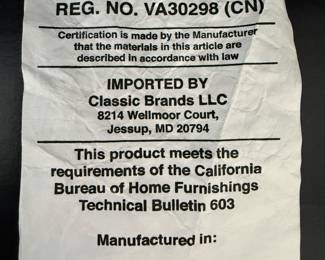 REG. NO. VA30298 (CN)
Certification is made by the Manufacturer
that the materials in this article are
described in accordance with law
IMPORTED BY
Classic Brands LLC
8214 Wellmoor Court,
Jessup, MD 20794
This product meets the
requirements of the California
Bureau of Home Furnishings
Technical Bulletin 603
Manufactured in: